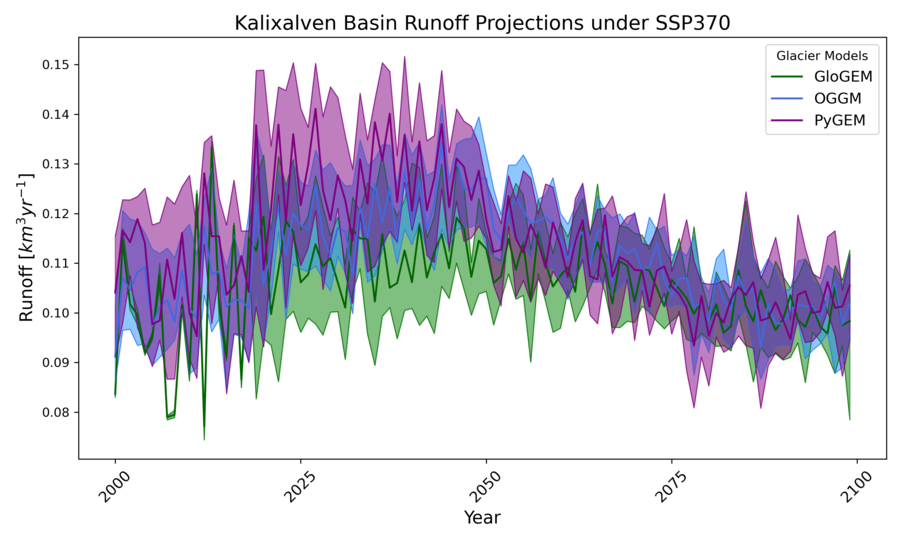 Kalixalven Basin Runoff Projections under SSP370
Glacier Models
GloGEM
OGGM
PyGEM
0.15
0.14
0.13
0.12
0.11
0.10
0.09
0.08
Runoff [km³yr⁻¹]
2000
2025
2050
2075
2100
Year